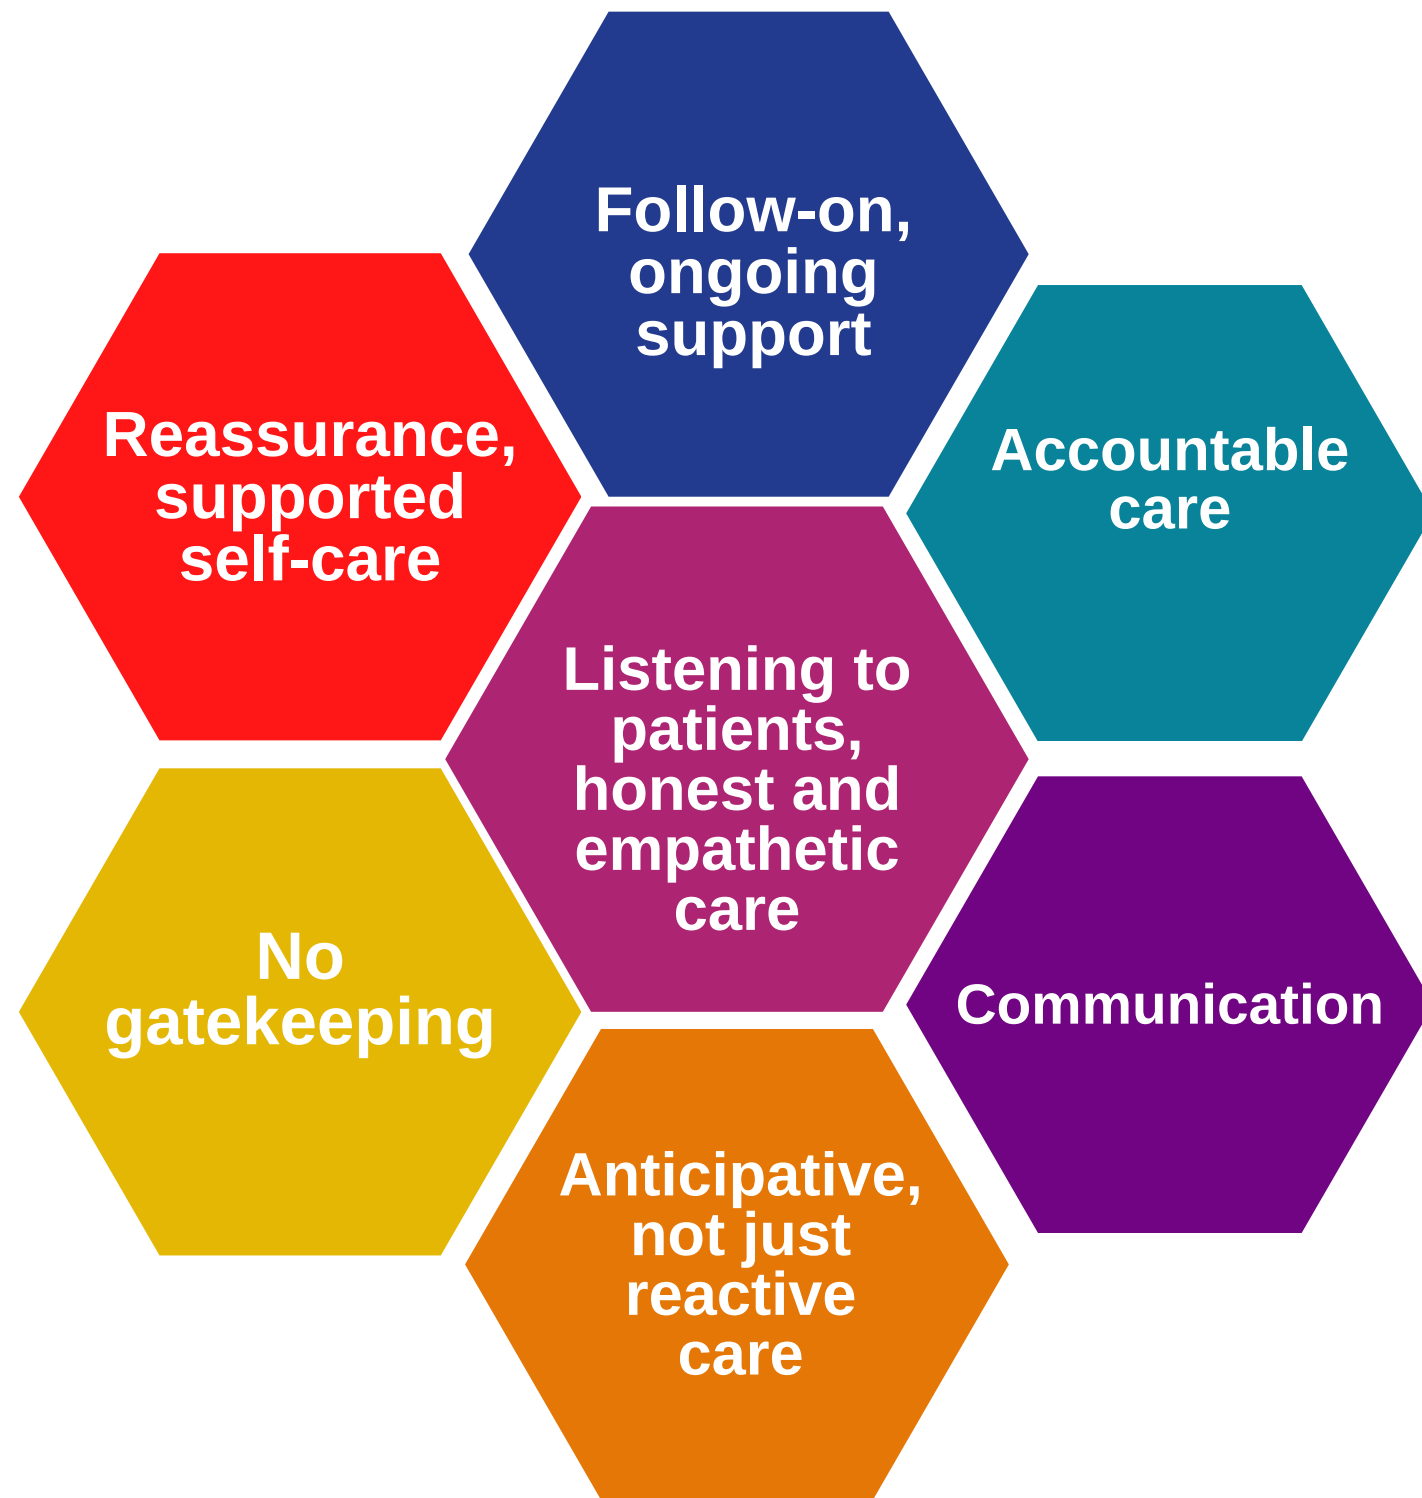 Follow-on,
ongoing
support
Reassurance,
supported
self-care
Accountable
care
Listening to
patients,
honest and
empathetic
care
No
gatekeeping
Communication
Anticipative,
not just
reactive
care